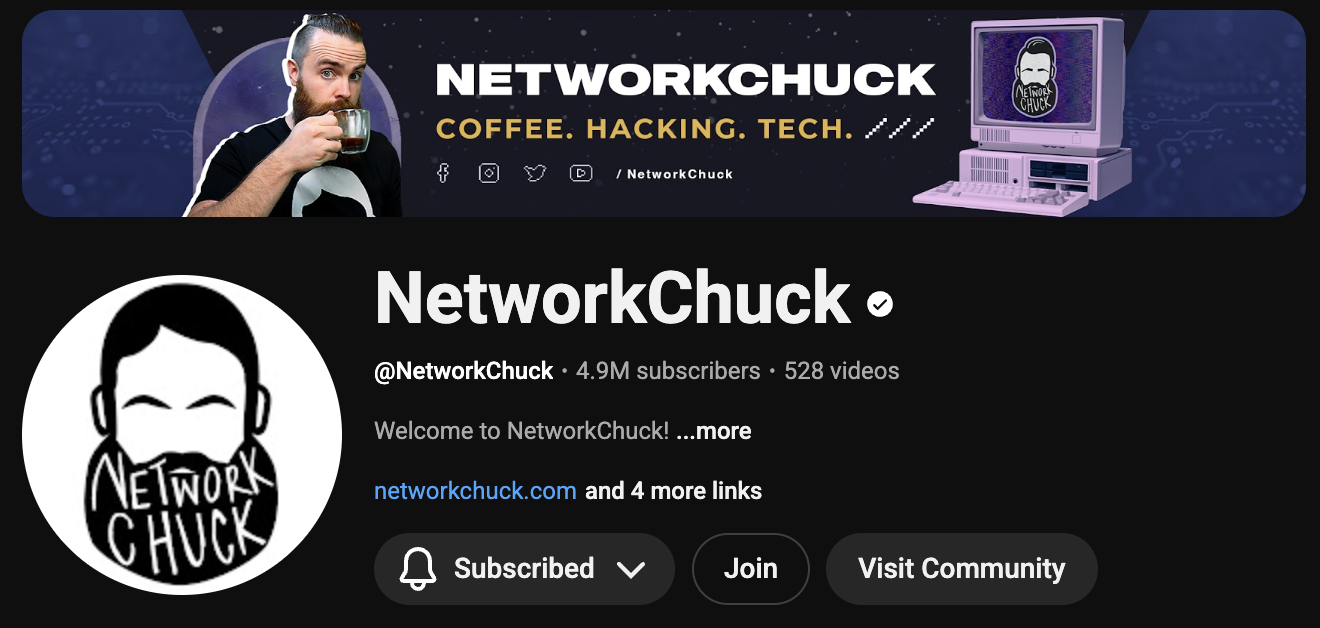 NETWORKCHUCK
COFFEE. HACKING. TECH.
/ NetworkChuck
NETWORK
CHUCK
NetworkChuck
@NetworkChuck • 4.9M subscribers • 528 videos
Welcome to NetworkChuck! ...more
networkchuck.com and 4 more links
NETWORK
CHUCK
Subscribed
Join
Visit Community